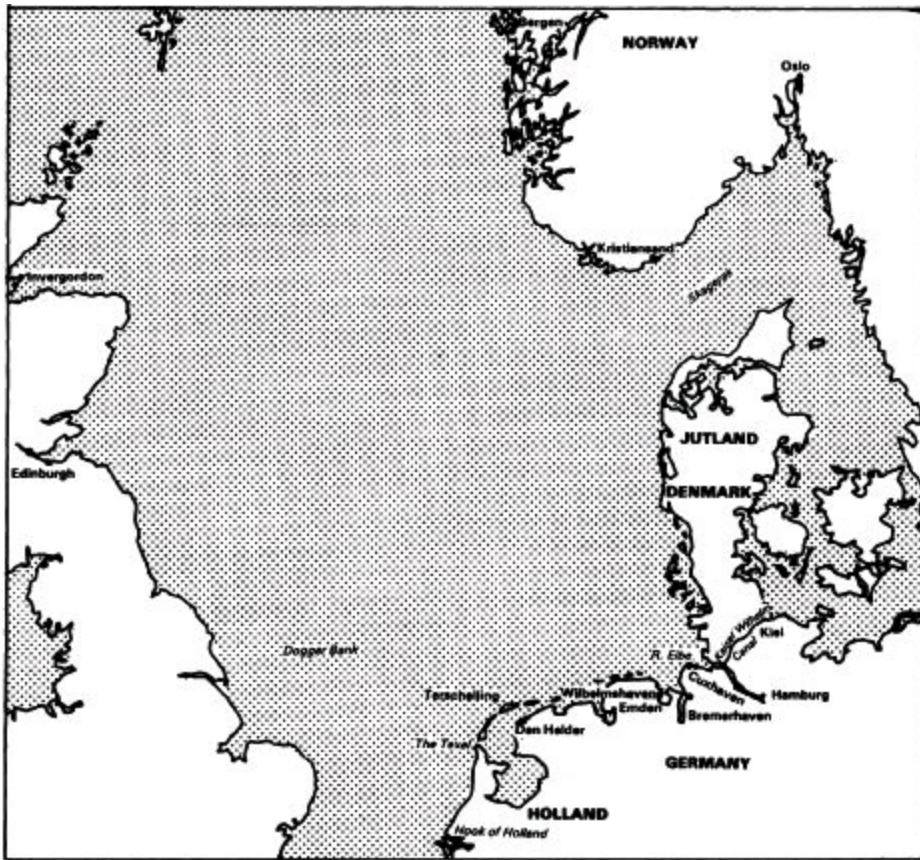 Bergen
NORWAY
Oslo
Kristiansand
Invergordon
Skagerak
JUTLAND
Edinburgh
DENMARK
Kaiser Wilhelm
Canal
Kiel
Dogger Bank
R. Elbe
Terschelling
Wilhelmshaven
Cuxhaven
Hamburg
Emden
Bremerhaven
Den Helder
The Texel
GERMANY
HOLLAND
Hook of Holland